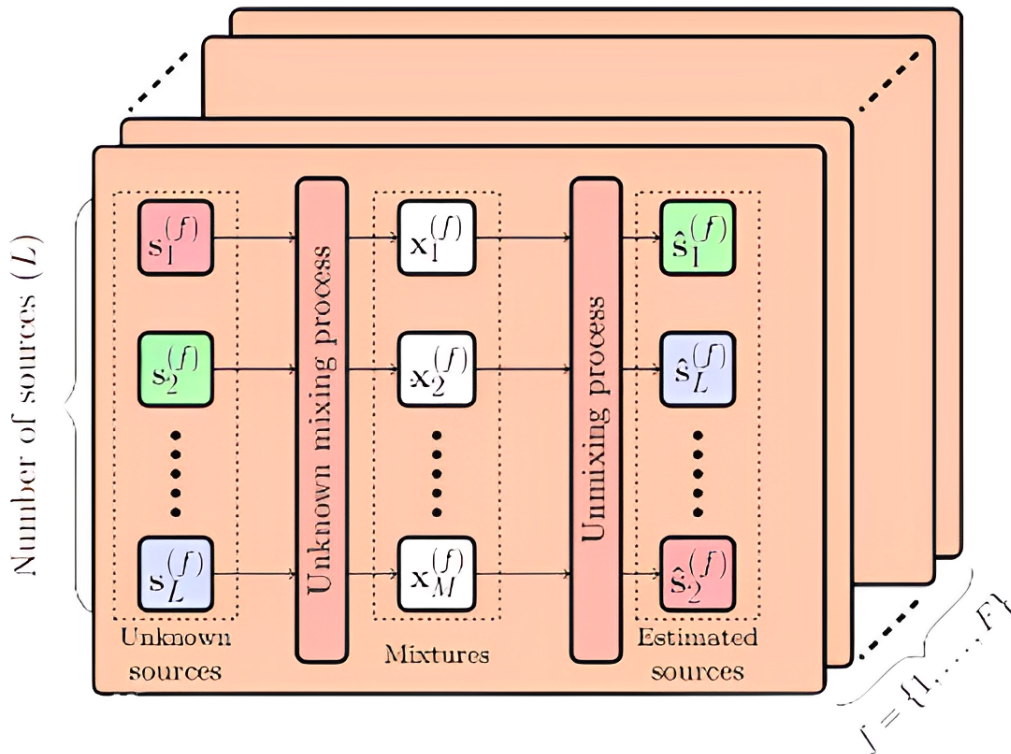 Number of sources (L)
s_1^{(f)}
s_2^{(f)}
s_L^{(f)}
Unknown
sources
Unknown mixing process
x_1^{(f)}
x_2^{(f)}
x_M^{(f)}
Mixtures
Unmixing process
ŝ_1^{(f)}
ŝ_L^{(f)}
ŝ_2^{(f)}
Estimated
sources
f = {1, ..., F}